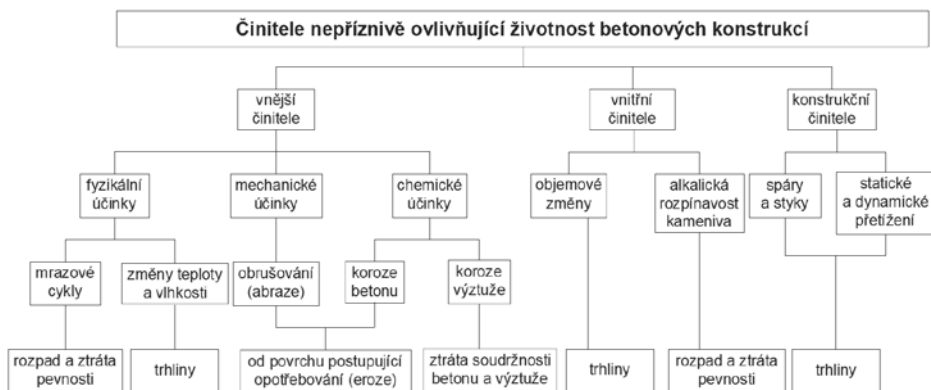 Činitele nepříznivě ovlivňující životnost betonových konstrukcí
vnější
činitele
vnitřní
činitele
konstrukční
činitele
fyzikální
účinky
mechanické
účinky
chemické
účinky
objemové
změny
alkalická
rozpínavost
kameniva
spáry
a styky
statické
a dynamické
přetížení
mrazové
cykly
změny teploty
a vlhkosti
obrušování
(abraze)
koroze
betonu
koroze
výztuže
rozpad a ztráta
pevnosti
trhliny
od povrchu postupující
opotřebování (eroze)
ztráta soudržnosti
betonu a výztuže
trhliny
rozpad a ztráta
pevnosti
trhliny